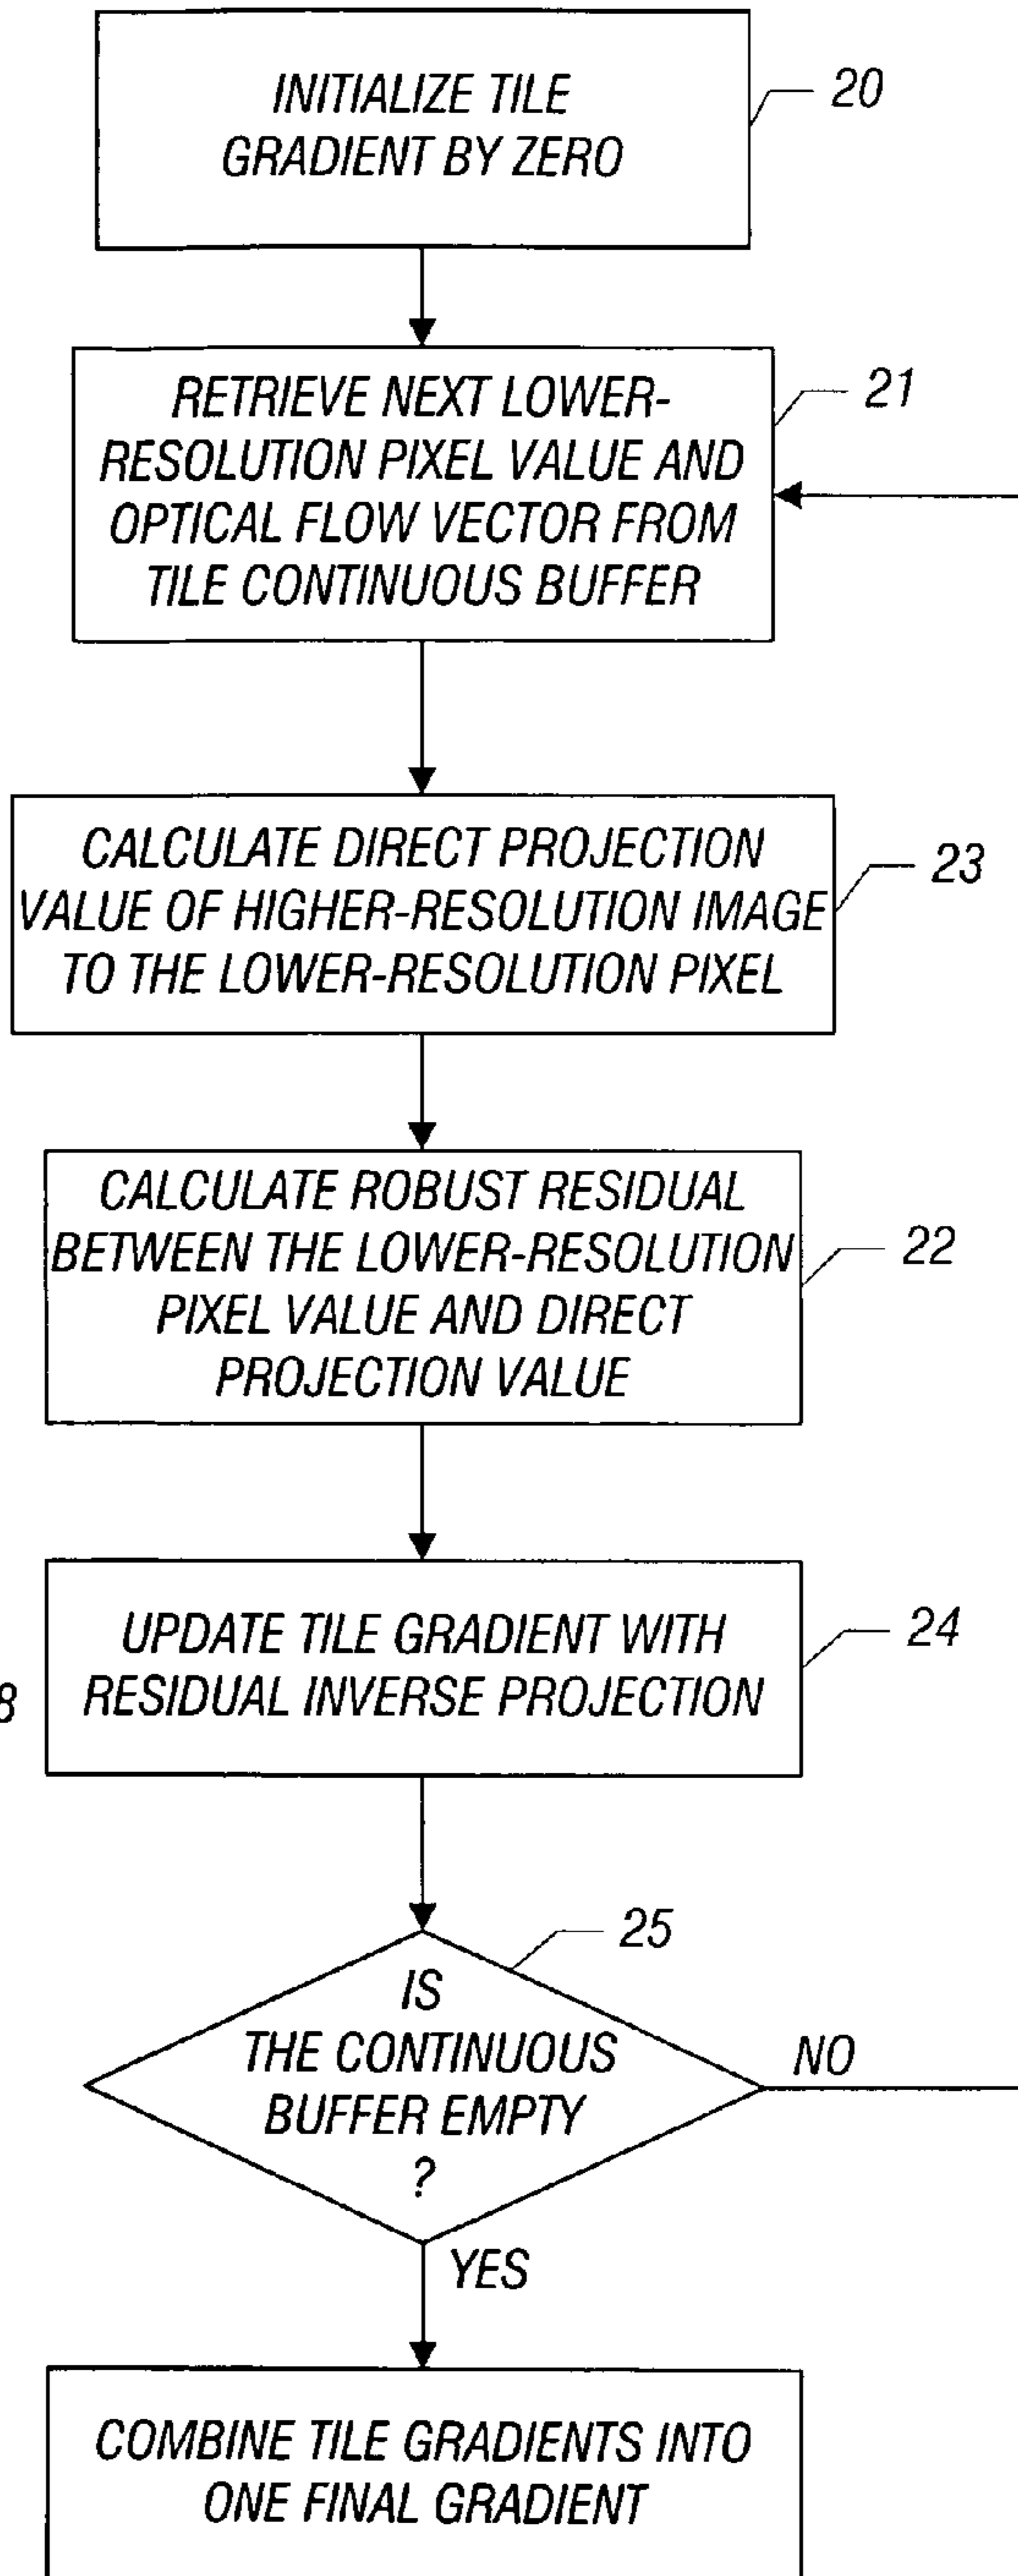 INITIALIZE TILE
GRADIENT BY ZERO
20
RETRIEVE NEXT LOWER-
RESOLUTION PIXEL VALUE AND
OPTICAL FLOW VECTOR FROM
TILE CONTINUOUS BUFFER
21
CALCULATE DIRECT PROJECTION
VALUE OF HIGHER-RESOLUTION IMAGE
TO THE LOWER-RESOLUTION PIXEL
23
CALCULATE ROBUST RESIDUAL
BETWEEN THE LOWER-RESOLUTION
PIXEL VALUE AND DIRECT
PROJECTION VALUE
22
UPDATE TILE GRADIENT WITH
RESIDUAL INVERSE PROJECTION
24
8
IS
THE CONTINUOUS
BUFFER EMPTY
?
25
NO
YES
COMBINE TILE GRADIENTS INTO
ONE FINAL GRADIENT